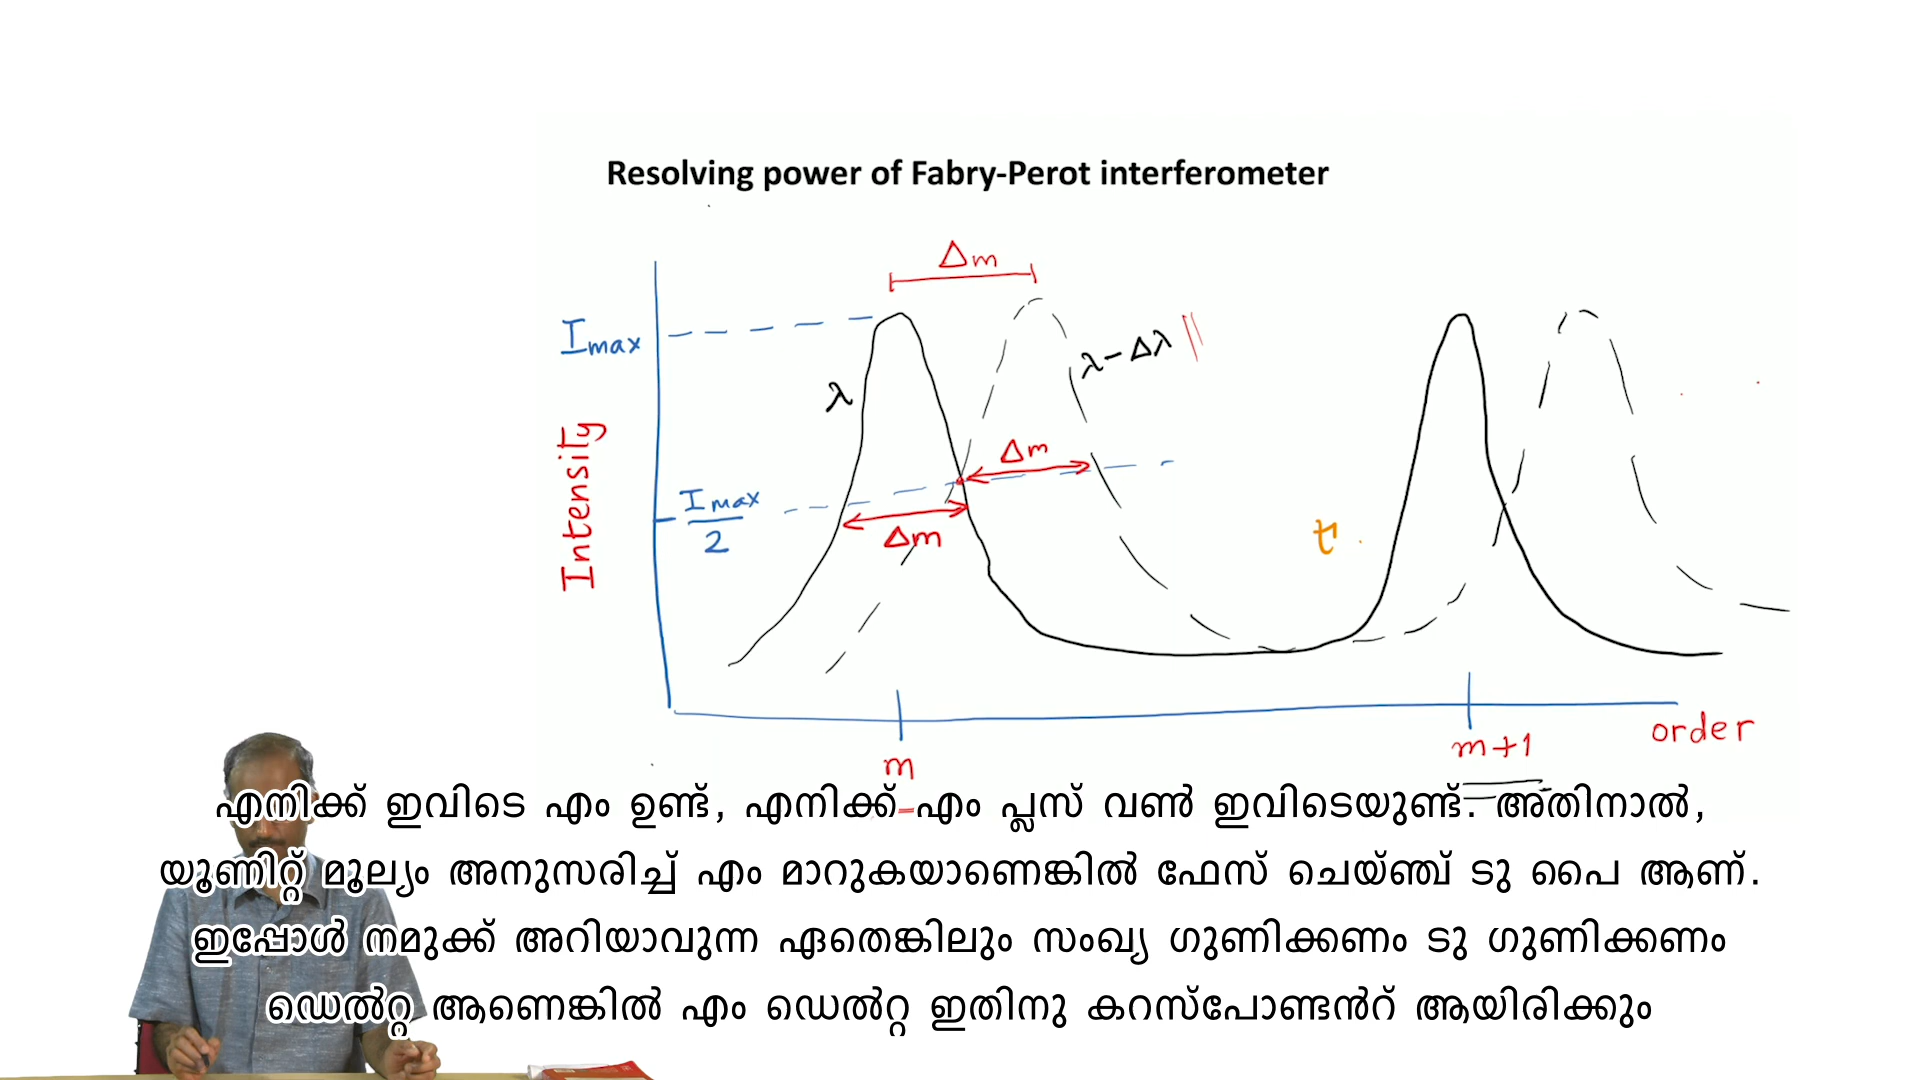 Resolving power of Fabry-Perot interferometer
Δm
Imax
λ
λ-Δλ
Intensity
Δm
Imax
2
Δm
t
m
m+1
order
എനിക്ക് ഇവിടെ എം ഉണ്ട്, എനിക്ക് എം പ്ലസ് വൺ ഇവിടെയുണ്ട്. അതിനാൽ,
യൂണിറ്റ് മൂല്യം അനുസരിച്ച് എം മാറുകയാണെങ്കിൽ ഫേസ് ചെയ്ഞ്ച് ടു പൈ ആണ്.
ഇപ്പോൾ നമുക്ക് അറിയാവുന്ന ഏതെങ്കിലും സംഖ്യ ഗുണിക്കണം ടു ഗുണിക്കണം
ഡെൽറ്റ ആണെങ്കിൽ എം ഡെൽറ്റ ഇതിനു കറസ്പോണ്ടൻറ് ആയിരിക്കും